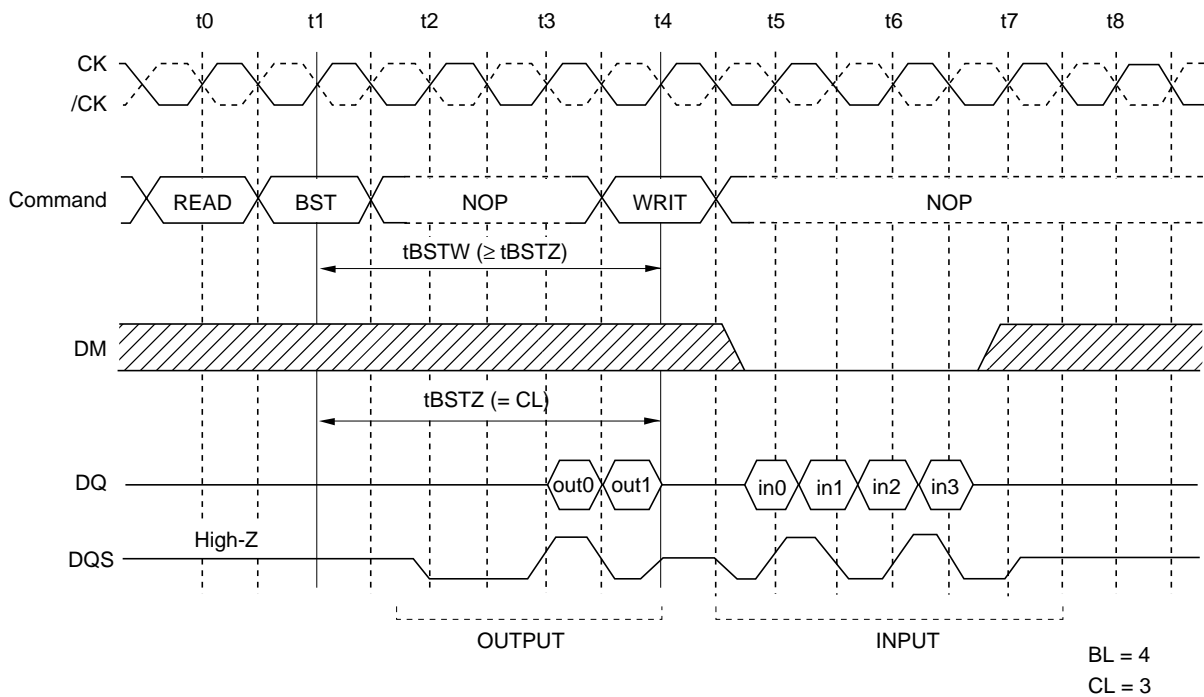 t0 t1 t2 t3 t4 t5 t6 t7 t8
CK
/CK
Command READ BST NOP WRIT NOP
tBSTW (≥ tBSTZ)
DM
tBSTZ (= CL)
DQ out0 out1 in0 in1 in2 in3
High-Z
DQS
OUTPUT INPUT
BL = 4
CL = 3